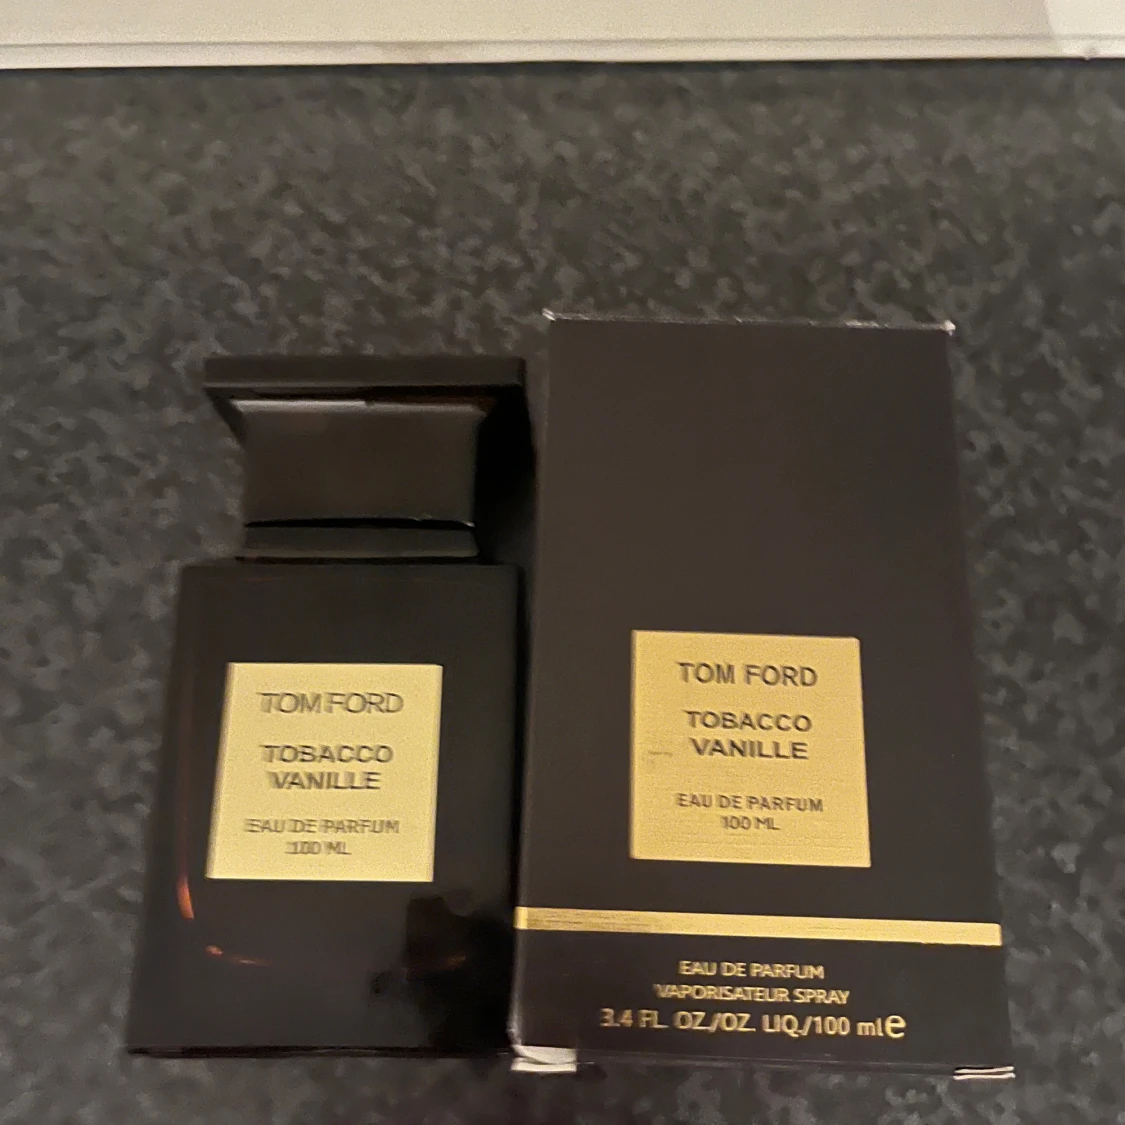 TOM FORD
TOBACCO
VANILLE
EAU DE PARFUM
100 ML
TOM FORD
TOBACCO
VANILLE
EAU DE PARFUM
100 ML
EAU DE PARFUM
VAPORISATEUR SPRAY
3.4 FL. OZ./OZ. LIQ./100 ml e